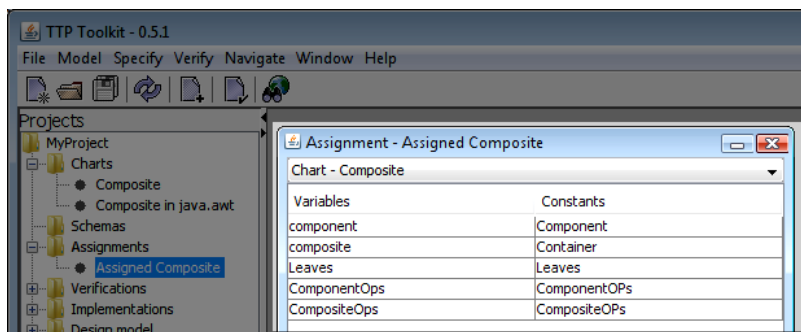 TTP Toolkit - 0.5.1
File Model Specify Verify Navigate Window Help
Projects
MyProject
Charts
Composite
Composite in java.awt
Schemas
Assignments
Assigned Composite
Verifications
Implementations
Design model
Assignment - Assigned Composite
Chart - Composite
Variables Constants
component Component
composite Container
Leaves Leaves
ComponentOps ComponentOPs
CompositeOps CompositeOPs